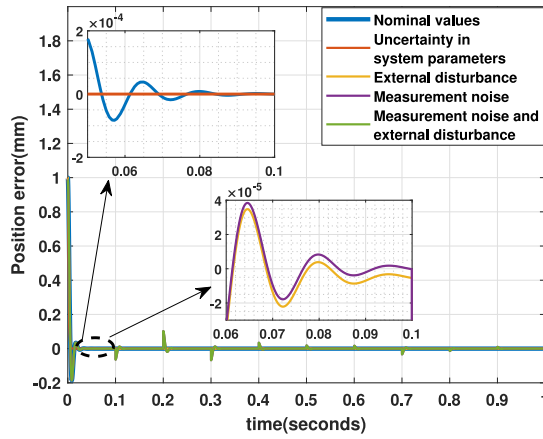 Nominal values
Uncertainty in
system parameters
External disturbance
Measurement noise
Measurement noise and
external disturbance
×10⁻⁴
2
0
-2
0.06 0.08 0.1
×10⁻⁵
4
2
0
-2
0.06 0.07 0.08 0.09 0.1
Position error(mm)
1.8
1.6
1.4
1.2
1
0.8
0.6
0.4
0.2
0
-0.2
0 0.1 0.2 0.3 0.4 0.5 0.6 0.7 0.8 0.9
time(seconds)